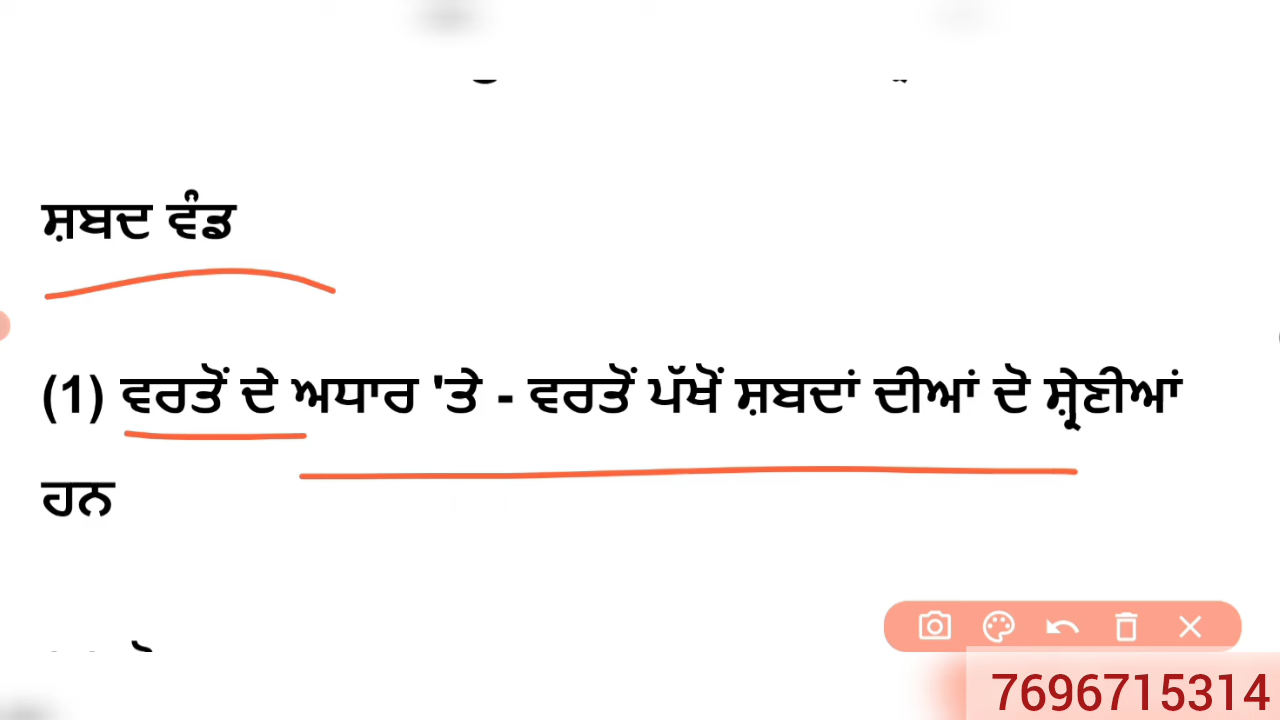 ਸ਼ਬਦ ਵੰਡ
(1) ਵਰਤੋਂ ਦੇ ਅਧਾਰ 'ਤੇ - ਵਰਤੋਂ ਪੱਖੋਂ ਸ਼ਬਦਾਂ ਦੀਆਂ ਦੋ ਸ਼੍ਰੇਣੀਆਂ
ਹਨ
7696715314